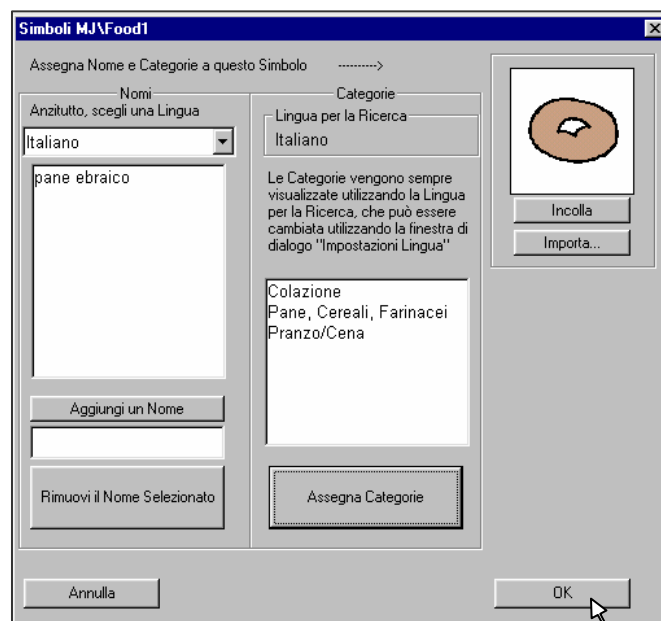 Simboli MJ\Food1
Assegna Nome e Categorie a questo Simbolo ---------->
Nomi
Anzitutto, scegli una Lingua
Italiano
pane ebraico
Aggiungi un Nome
Rimuovi il Nome Selezionato
Categorie
Lingua per la Ricerca
Italiano
Le Categorie vengono sempre
visualizzate utilizzando la Lingua
per la Ricerca, che può essere
cambiata utilizzando la finestra di
dialogo "Impostazioni Lingua"
Colazione
Pane, Cereali, Farinacei
Pranzo/Cena
Assegna Categorie
Incolla
Importa...
Annulla
OK